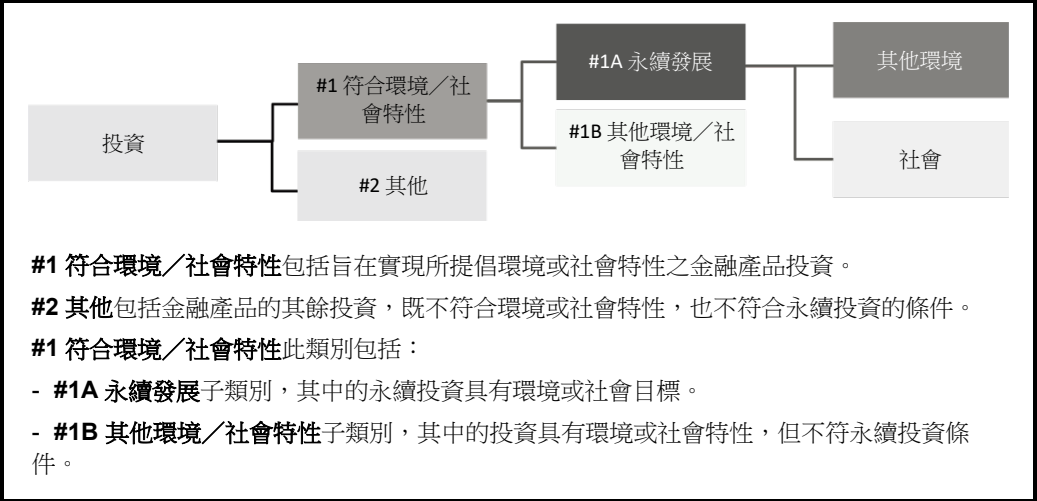 投資
#1 符合環境／社
會特性
#2 其他
#1A 永續發展
#1B 其他環境／社
會特性
其他環境
社會
#1 符合環境／社會特性包括旨在實現所提倡環境或社會特性之金融產品投資。
#2 其他包括金融產品的其餘投資，既不符合環境或社會特性，也不符合永續投資的條件。
#1 符合環境／社會特性此類別包括：
- #1A 永續發展子類別，其中的永續投資具有環境或社會目標。
- #1B 其他環境／社會特性子類別，其中的投資具有環境或社會特性，但不符永續投資條
件。